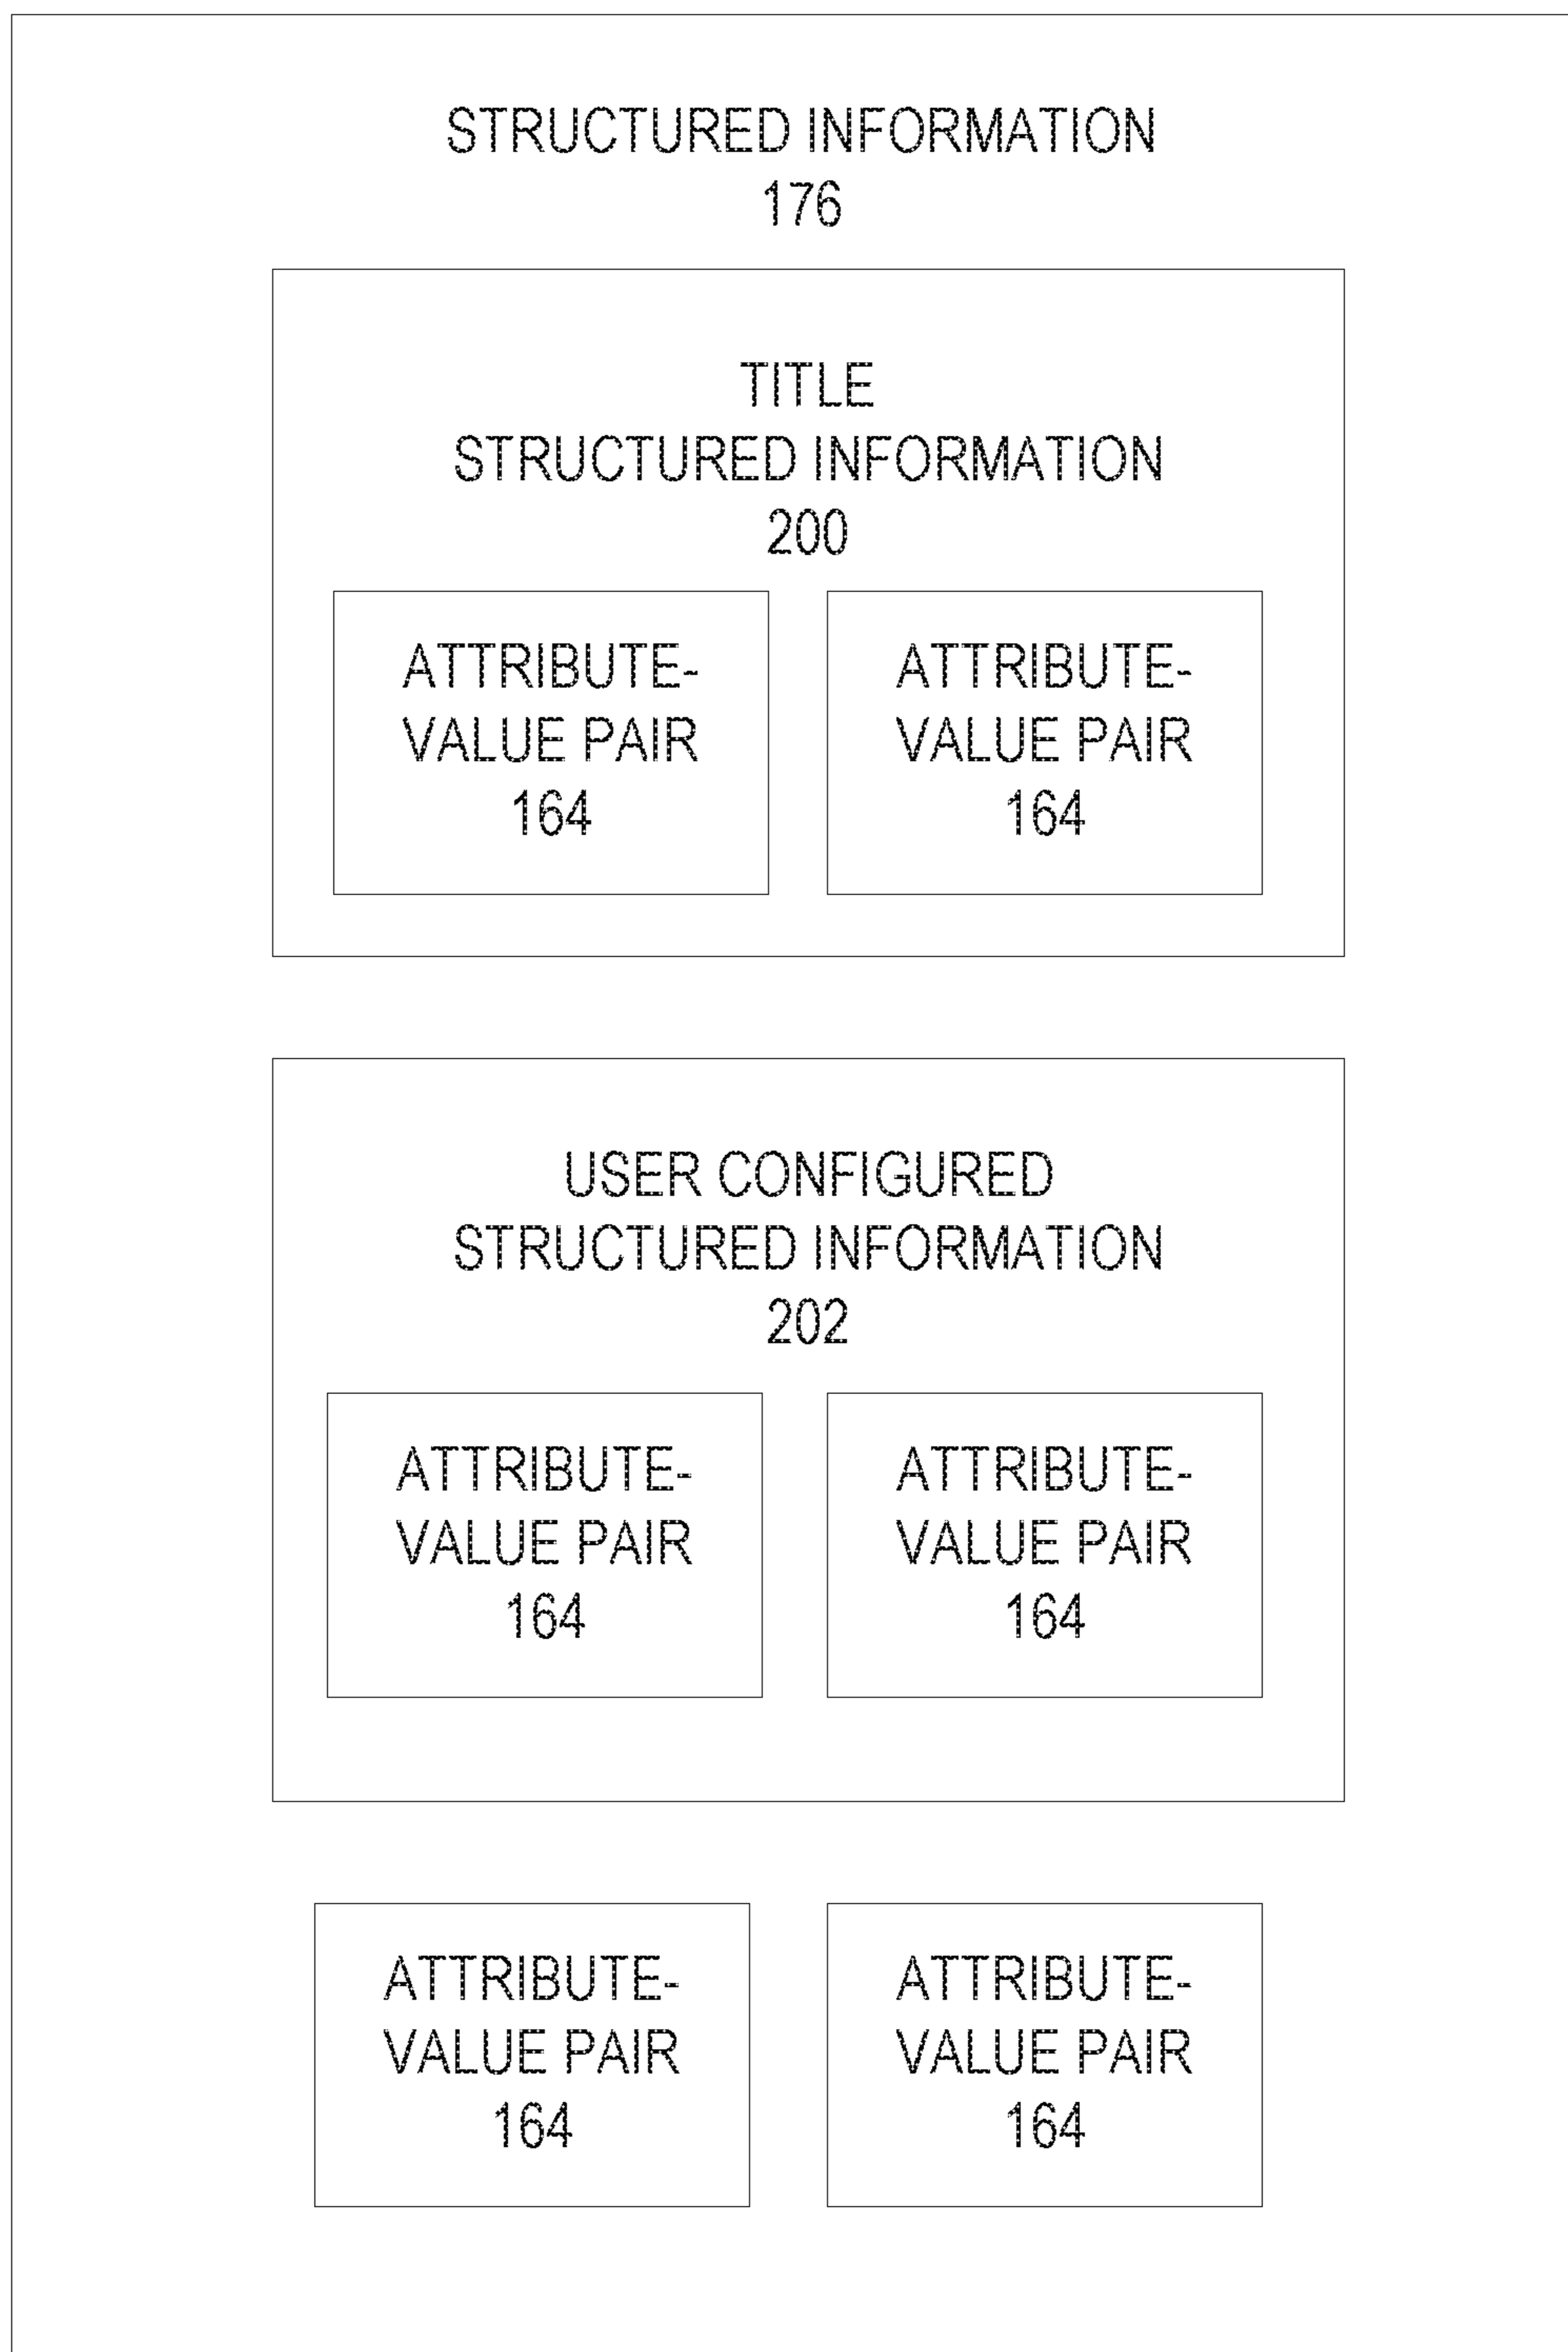 STRUCTURED INFORMATION
176
TITLE
STRUCTURED INFORMATION
200
ATTRIBUTE-
VALUE PAIR
164
ATTRIBUTE-
VALUE PAIR
164
USER CONFIGURED
STRUCTURED INFORMATION
202
ATTRIBUTE-
VALUE PAIR
164
ATTRIBUTE-
VALUE PAIR
164
ATTRIBUTE-
VALUE PAIR
164
ATTRIBUTE-
VALUE PAIR
164